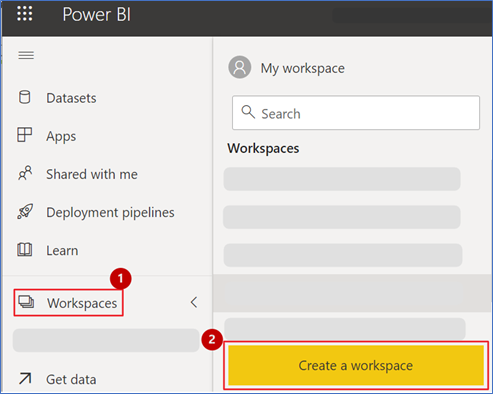 Power BI
Datasets
Apps
Shared with me
Deployment pipelines
Learn
1
Workspaces
Get data
My workspace
Search
Workspaces
2
Create a workspace